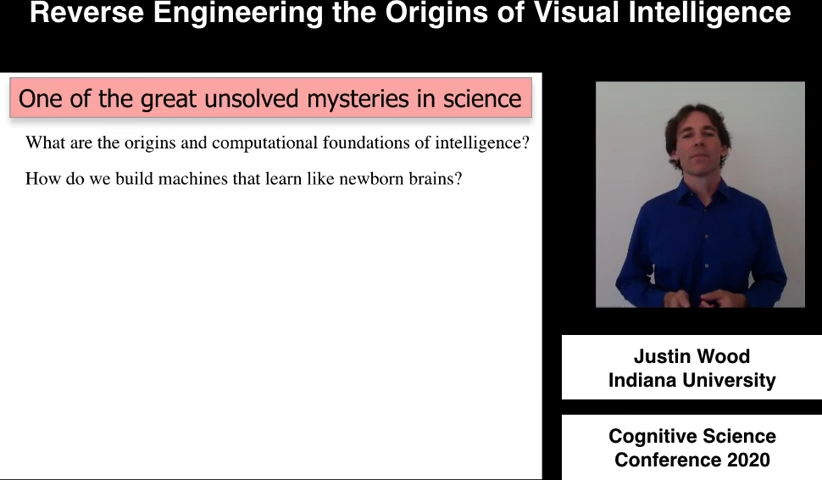 Reverse Engineering the Origins of Visual Intelligence
One of the great unsolved mysteries in science
What are the origins and computational foundations of intelligence?
How do we build machines that learn like newborn brains?
Justin Wood
Indiana University
Cognitive Science
Conference 2020